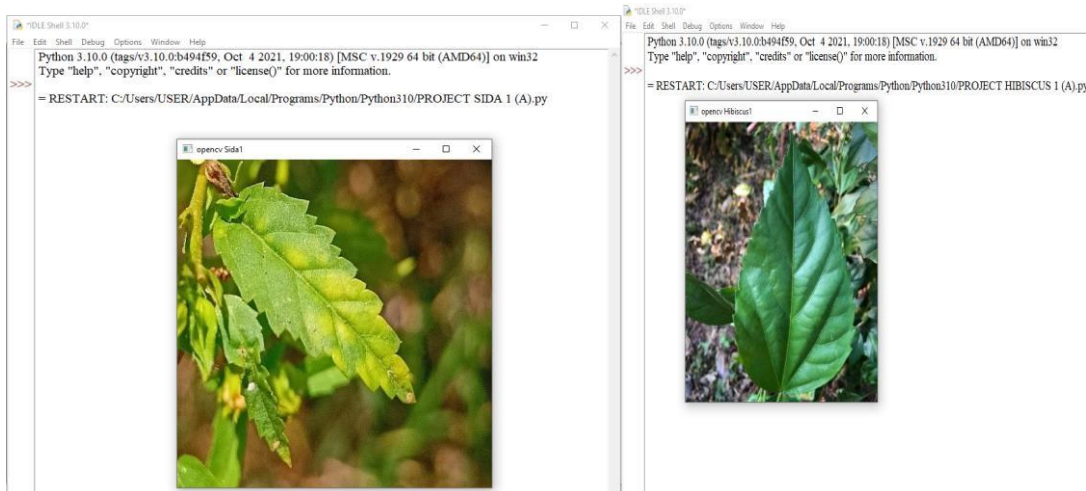 *IDLE Shell 3.10.0*
File Edit Shell Debug Options Window Help
Python 3.10.0 (tags/v3.10.0:b494f59, Oct 4 2021, 19:00:18) [MSC v.1929 64 bit (AMD64)] on win32
Type "help", "copyright", "credits" or "license()" for more information.
>>>
= RESTART: C:/Users/USER/AppData/Local/Programs/Python/Python310/PROJECT SIDA 1 (A).py
opencv Sida1
*IDLE Shell 3.10.0*
File Edit Shell Debug Options Window Help
Python 3.10.0 (tags/v3.10.0:b494f59, Oct 4 2021, 19:00:18) [MSC v.1929 64 bit (AMD64)] on win32
Type "help", "copyright", "credits" or "license()" for more information.
>>>
= RESTART: C:/Users/USER/AppData/Local/Programs/Python/Python310/PROJECT HIBISCUS 1 (A).py
opencv Hibiscus1